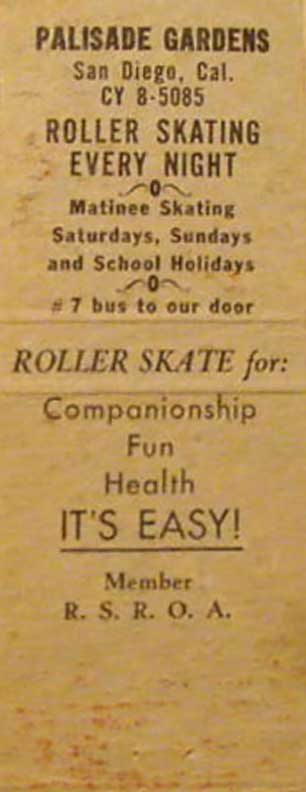 PALISADE GARDENS
San Diego, Cal.
CY 8-5085
ROLLER SKATING
EVERY NIGHT
O
Matinee Skating
Saturdays, Sundays
and School Holidays
O
# 7 bus to our door
ROLLER SKATE for:
Companionship
Fun
Health
IT'S EASY!
Member
R. S. R. O. A.